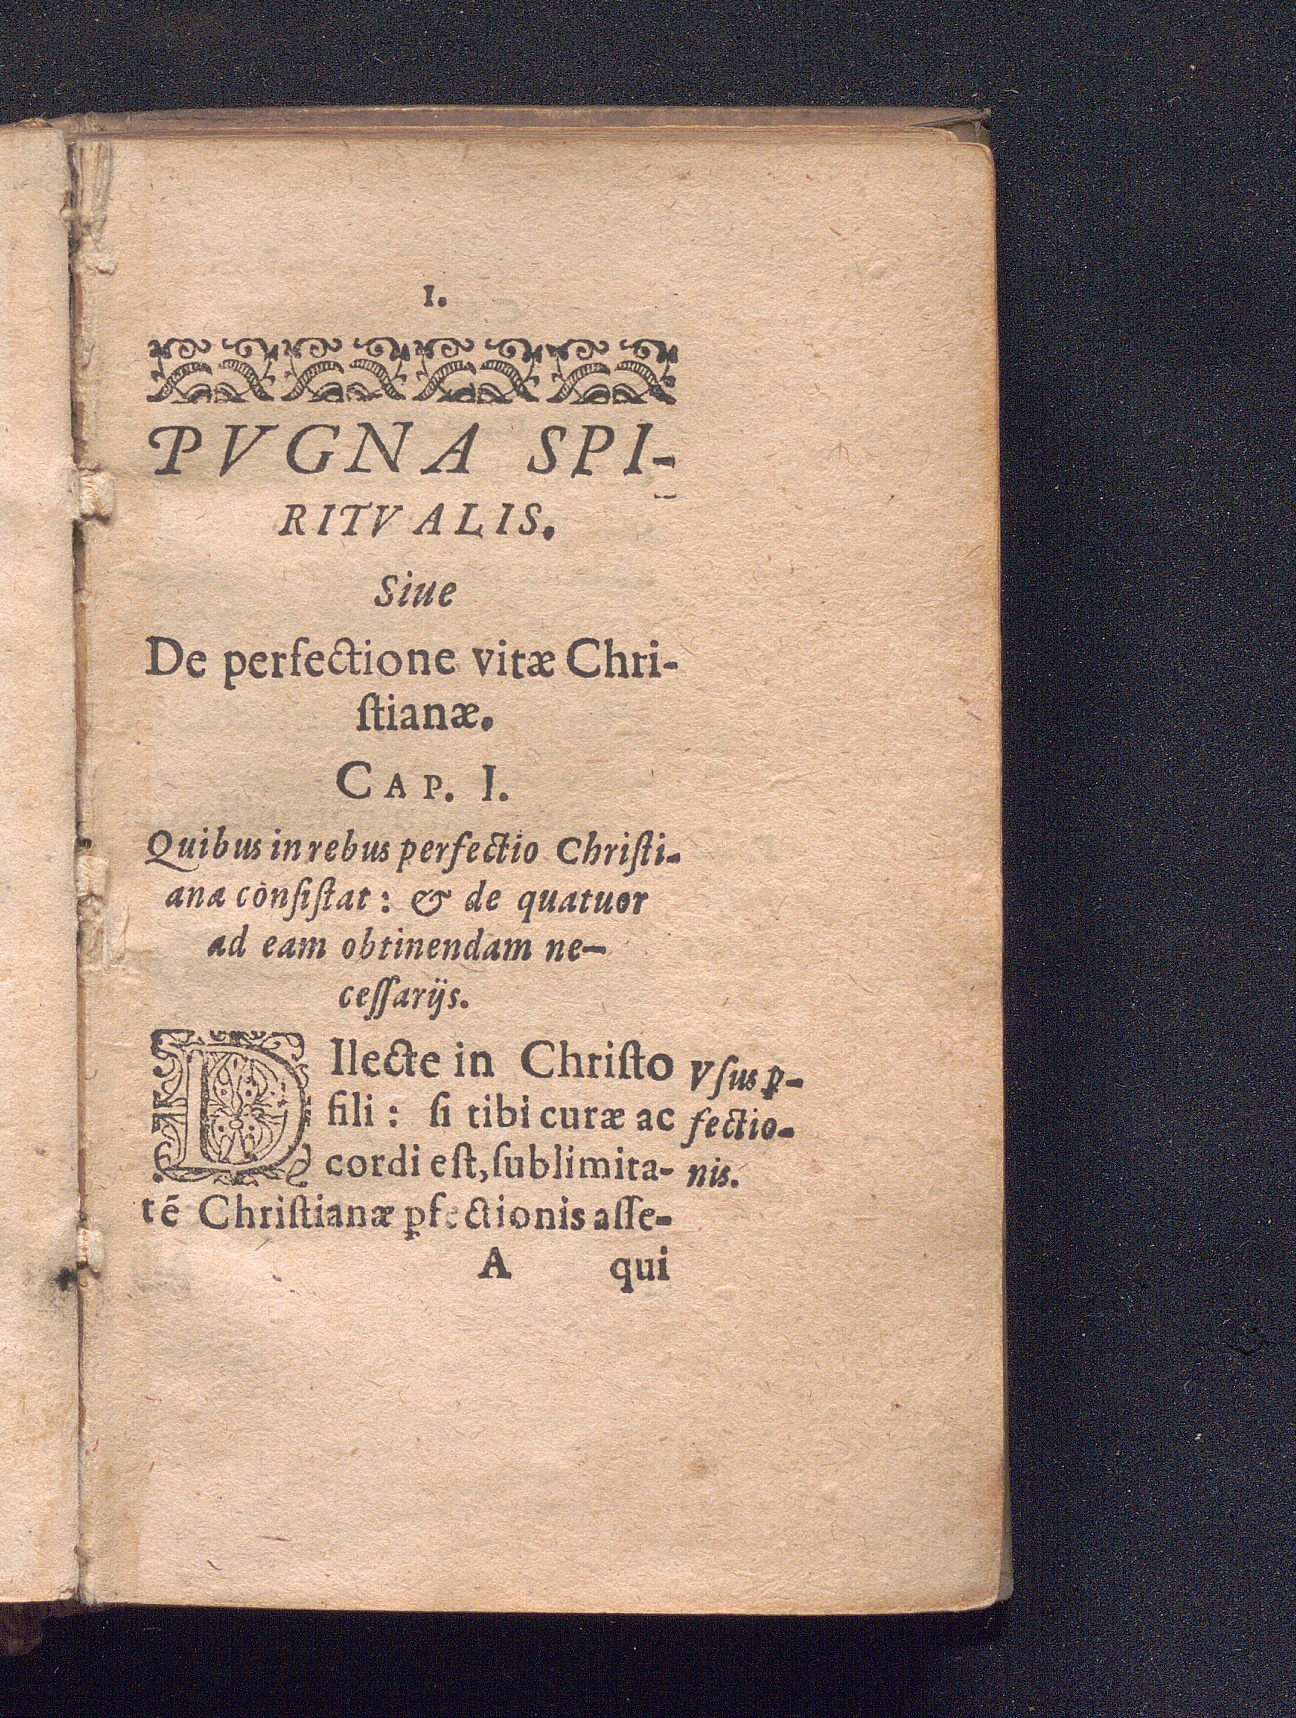 1.
PVGNA SPI-
RITVALIS.
Siue
De perfectione vitæ Chri-
ſtianæ.
CAP. I.
Quibus in rebus perfectio Chriſti-
ana cònſiſtat: & de quatuor
ad eam obtinendam ne-
ceſſarijs.
DIlecte in Chriſto
fili: ſi tibi curæ ac
cordi eſt, ſublimita-
tē Chriſtianæ ꝑfectionis aſſe-
Vſus ꝑ-
fectio-
nis.
A qui